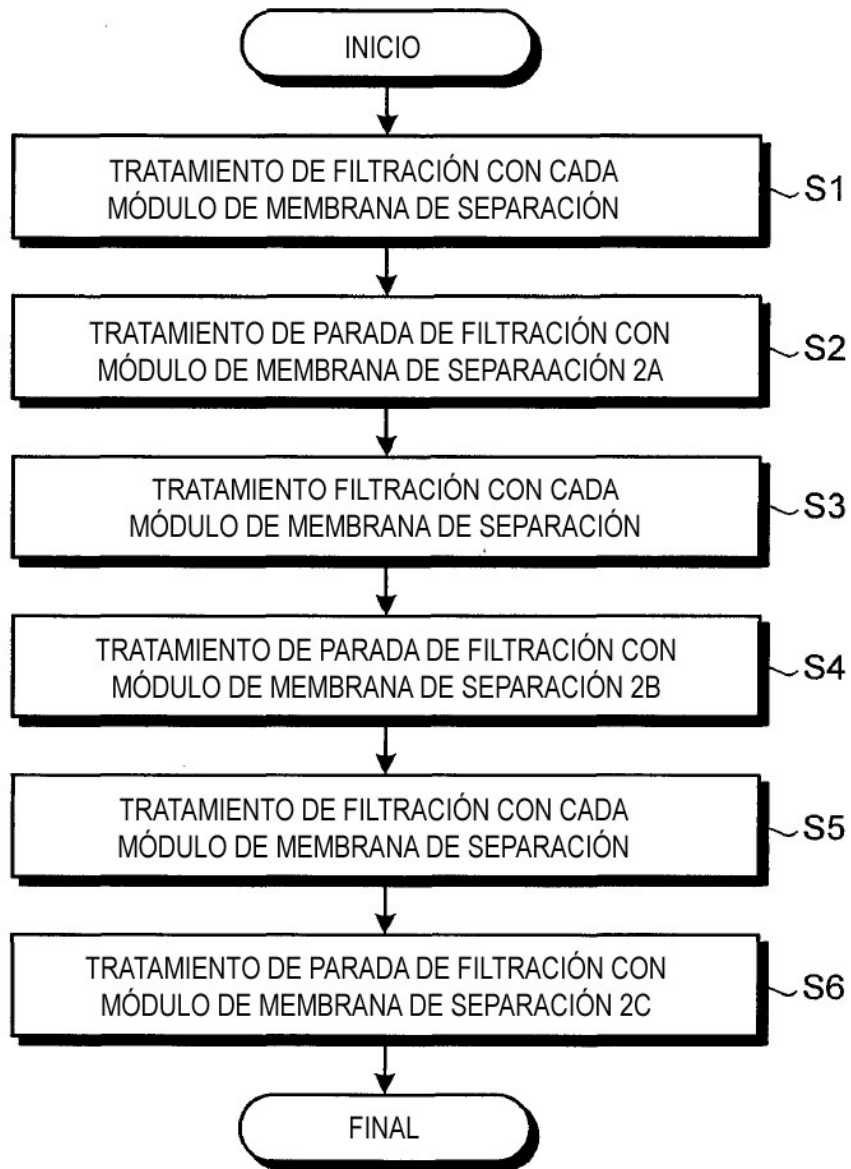 INICIO
TRATAMIENTO DE FILTRACIÓN CON CADA
MÓDULO DE MEMBRANA DE SEPARACIÓN
S1
TRATAMIENTO DE PARADA DE FILTRACIÓN CON
MÓDULO DE MEMBRANA DE SEPARAACIÓN 2A
S2
TRATAMIENTO FILTRACIÓN CON CADA
MÓDULO DE MEMBRANA DE SEPARACIÓN
S3
TRATAMIENTO DE PARADA DE FILTRACIÓN CON
MÓDULO DE MEMBRANA DE SEPARACIÓN 2B
S4
TRATAMIENTO DE FILTRACIÓN CON CADA
MÓDULO DE MEMBRANA DE SEPARACIÓN
S5
TRATAMIENTO DE PARADA DE FILTRACIÓN CON
MÓDULO DE MEMBRANA DE SEPARACIÓN 2C
S6
FINAL